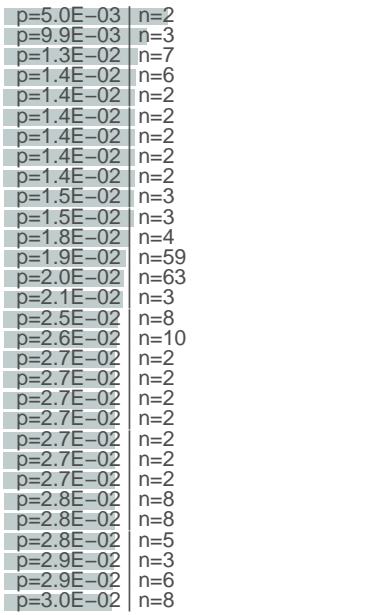 p=5.0E−03 | n=2
p=9.9E−03 | n=3
p=1.3E−02 | n=7
p=1.4E−02 | n=6
p=1.4E−02 | n=2
p=1.4E−02 | n=2
p=1.4E−02 | n=2
p=1.4E−02 | n=2
p=1.4E−02 | n=2
p=1.5E−02 | n=3
p=1.5E−02 | n=3
p=1.8E−02 | n=4
p=1.9E−02 | n=59
p=2.0E−02 | n=63
p=2.1E−02 | n=3
p=2.5E−02 | n=8
p=2.6E−02 | n=10
p=2.7E−02 | n=2
p=2.7E−02 | n=2
p=2.7E−02 | n=2
p=2.7E−02 | n=2
p=2.7E−02 | n=2
p=2.7E−02 | n=2
p=2.7E−02 | n=2
p=2.8E−02 | n=8
p=2.8E−02 | n=8
p=2.8E−02 | n=5
p=2.9E−02 | n=3
p=2.9E−02 | n=6
p=3.0E−02 | n=8